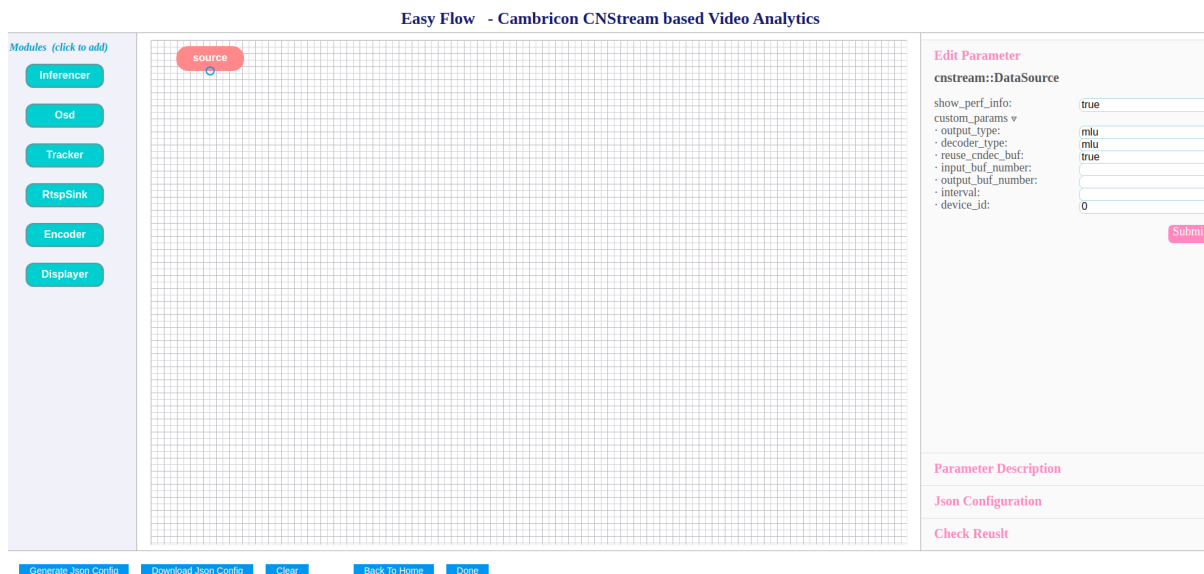 Easy Flow - Cambricon CNStream based Video Analytics
Modules (click to add)
Inferencer
Osd
Tracker
RtspSink
Encoder
Displayer
source
Edit Parameter
cnstream::DataSource
show_perf_info: true
custom_params ▿
· output_type: mlu
· decoder_type: mlu
· reuse_cndec_buf: true
· input_buf_number:
· output_buf_number:
· interval:
· device_id: 0
Submi
Parameter Description
Json Configuration
Check Reuslt
Generate Json Config Download Json Config Clear Back To Home Done